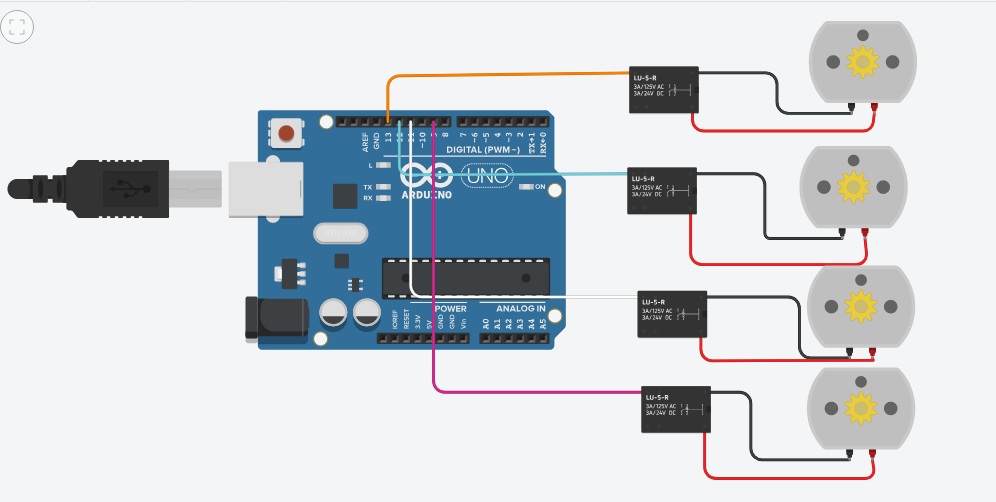 LU-5-R
3A/125V AC
3A/24V DC
AREF
GND
13
12
11
~10
~9
8
7
~6
~5
4
~3
2
TX→1
RX←0
DIGITAL (PWM~)
L
TX
RX
ARDUINO
UNO
ON
LU-5-R
3A/125V AC
3A/24V DC
LU-5-R
3A/125V AC
3A/24V DC
POWER
ANALOG IN
IOREF
RESET
3.3V
5V
GND
GND
Vin
A0
A1
A2
A3
A4
A5
LU-5-R
3A/125V AC
3A/24V DC